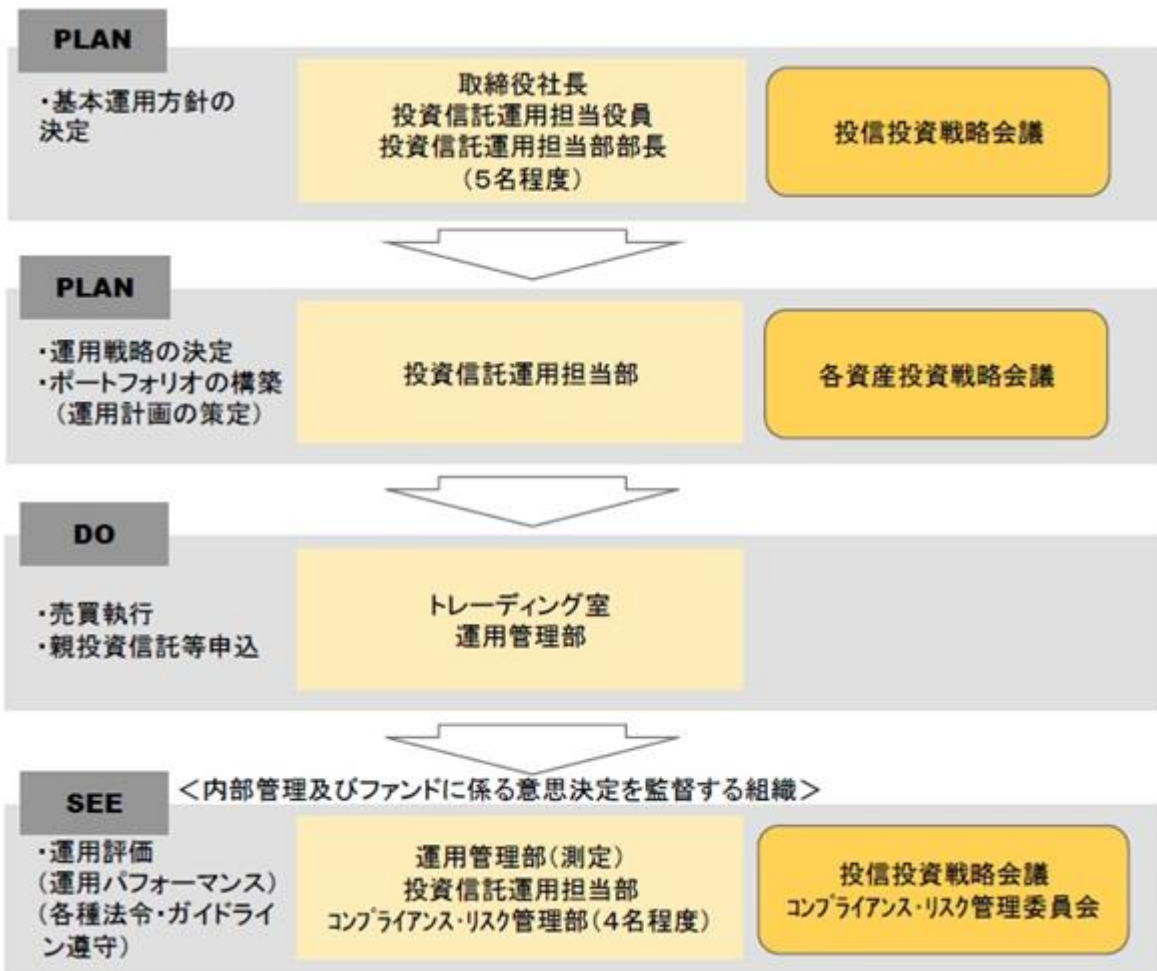 PLAN
・基本運用方針の
決定
取締役社長
投資信託運用担当役員
投資信託運用担当部部長
(5名程度)
投信投資戦略会議
PLAN
・運用戦略の決定
・ポートフォリオの構築
(運用計画の策定)
投資信託運用担当部
各資産投資戦略会議
DO
・売買執行
・親投資信託等申込
トレーディング室
運用管理部
<内部管理及びファンドに係る意思決定を監督する組織>
SEE
・運用評価
(運用パフォーマンス)
(各種法令・ガイドライ
ン遵守)
運用管理部(測定)
投資信託運用担当部
コンプライアンス・リスク管理部(4名程度)
投信投資戦略会議
コンプライアンス・リスク管理委員会